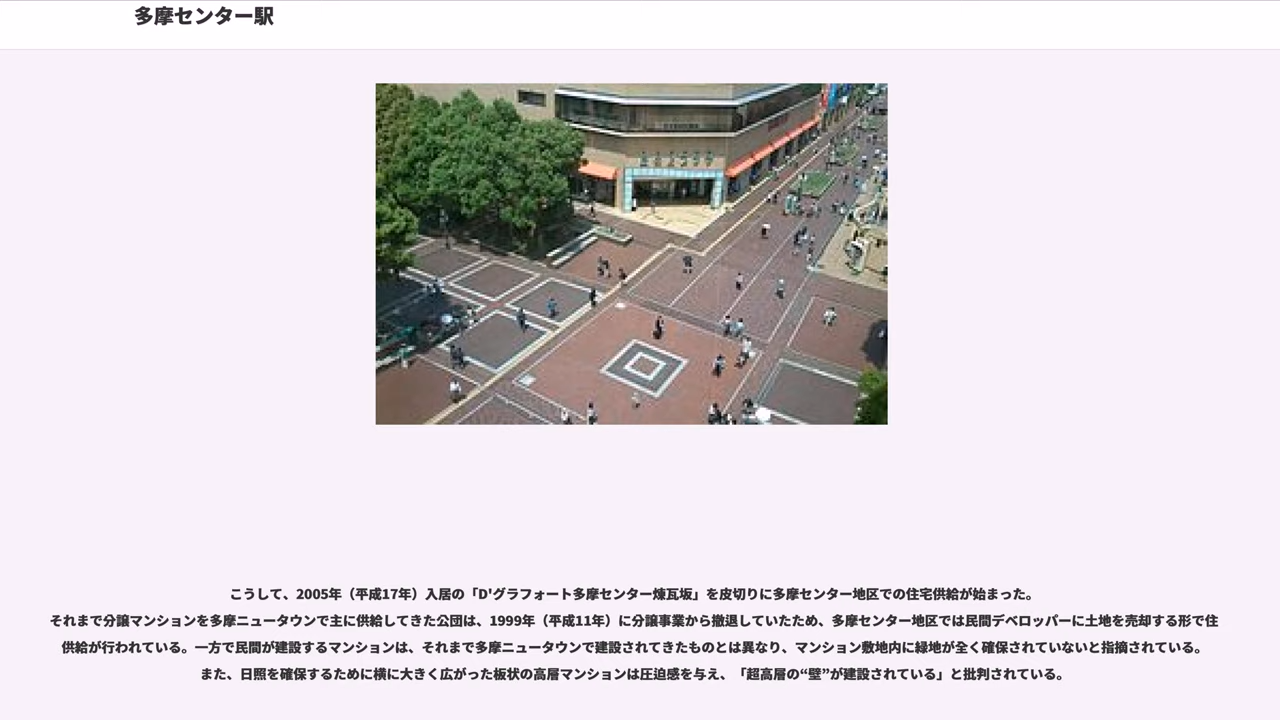 多摩センター駅
こうして、2005年（平成17年）入居の「D'グラフォート多摩センター煉瓦坂」を皮切りに多摩センター地区での住宅供給が始まった。
それまで分譲マンションを多摩ニュータウンで主に供給してきた公団は、1999年（平成11年）に分譲事業から撤退していたため、多摩センター地区では民間デベロッパーに土地を売却する形で住
供給が行われている。一方で民間が建設するマンションは、それまで多摩ニュータウンで建設されてきたものとは異なり、マンション敷地内に緑地が全く確保されていないと指摘されている。
また、日照を確保するために横に大きく広がった板状の高層マンションは圧迫感を与え、「超高層の“壁”が建設されている」と批判されている。